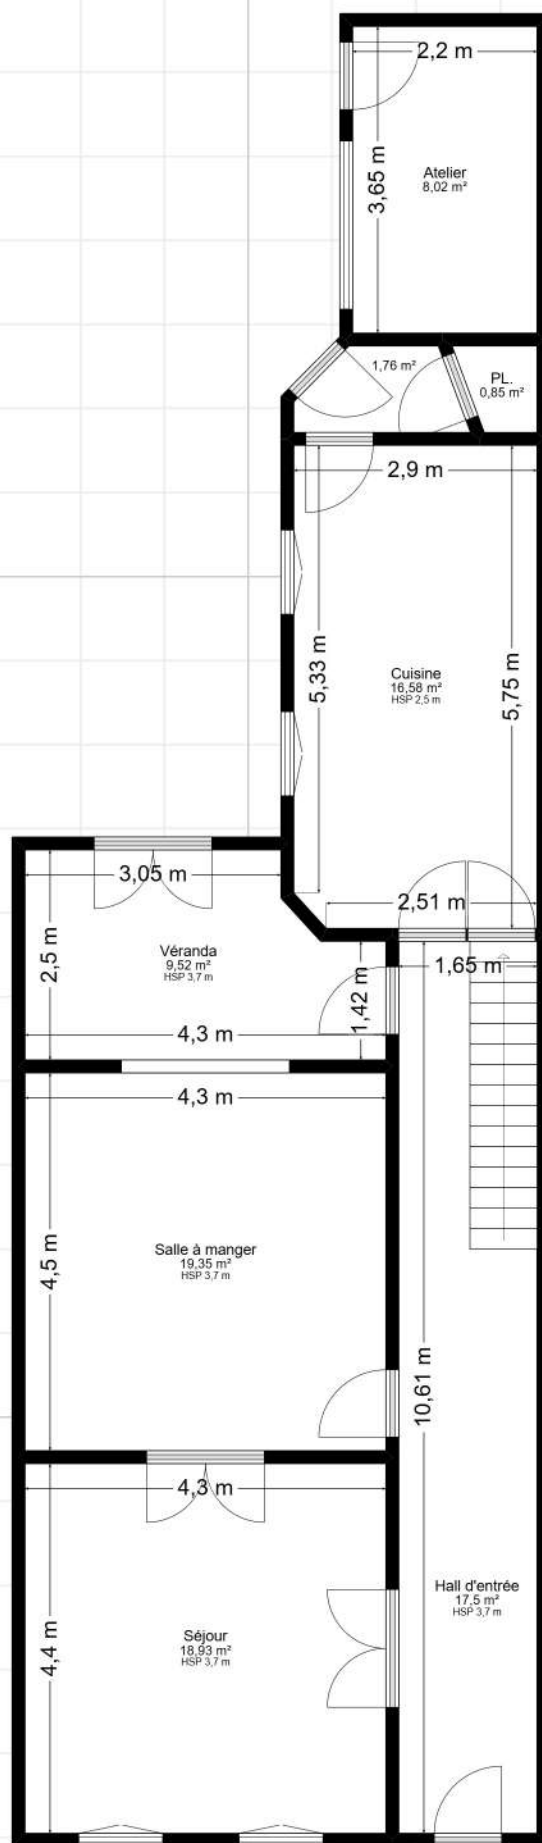 2,2 m
3,65 m
Atelier
8,02 m²
1,76 m²
PL.
0,85 m²
2,9 m
5,33 m
5,75 m
Cuisine
16,58 m²
HSP 2,5 m
3,05 m
2,51 m
2,5 m
Véranda
9,52 m²
HSP 3,7 m
1,42 m
1,65 m
4,3 m
4,3 m
4,5 m
Salle à manger
19,35 m²
HSP 3,7 m
10,61 m
4,3 m
4,4 m
Séjour
18,93 m²
HSP 3,7 m
Hall d'entrée
17,5 m²
HSP 3,7 m